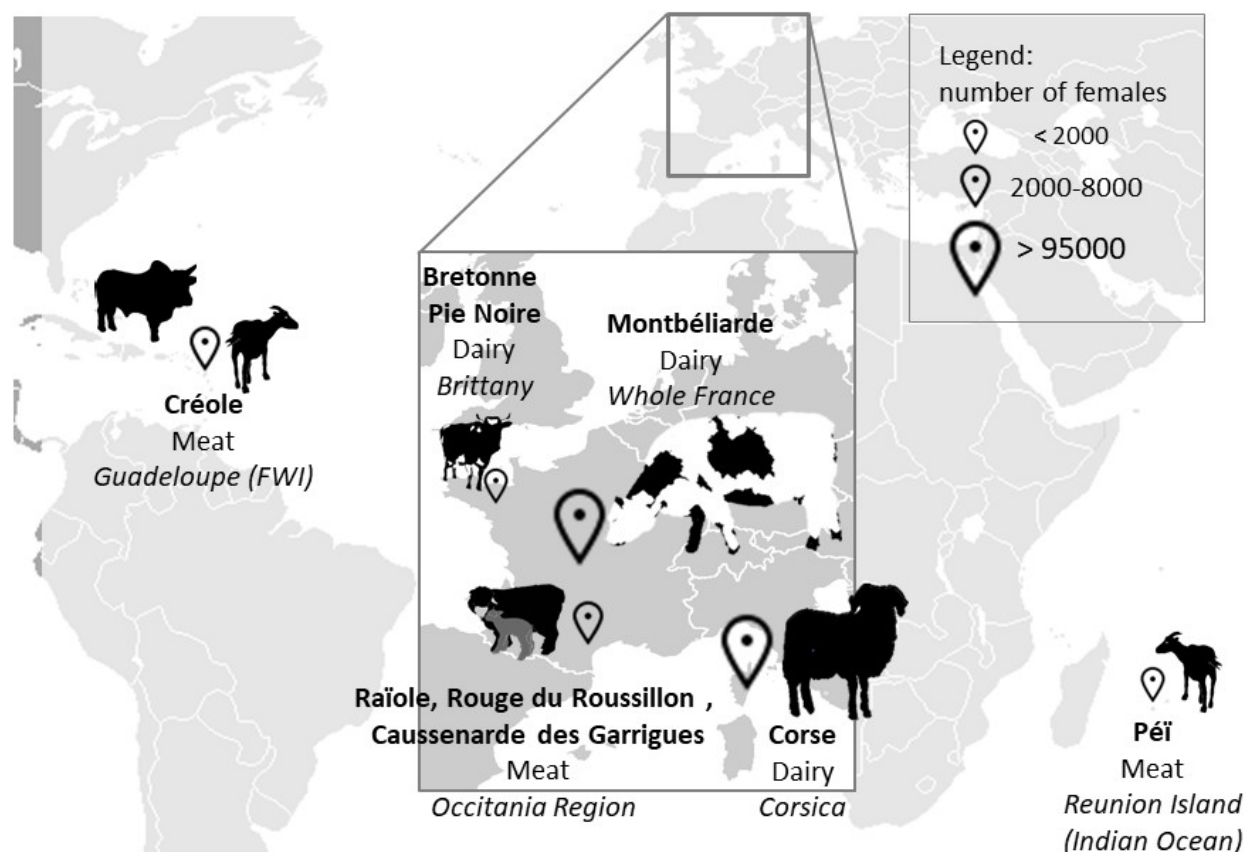 Legend:
number of females
< 2000
2000-8000
> 95000
Bretonne
Pie Noire
Dairy
Brittany
Montbéliarde
Dairy
Whole France
Créole
Meat
Guadeloupe (FWI)
Raïole, Rouge du Roussillon ,
Caussenarde des Garrigues
Meat
Occitania Region
Corse
Dairy
Corsica
Péï
Meat
Reunion Island
(Indian Ocean)